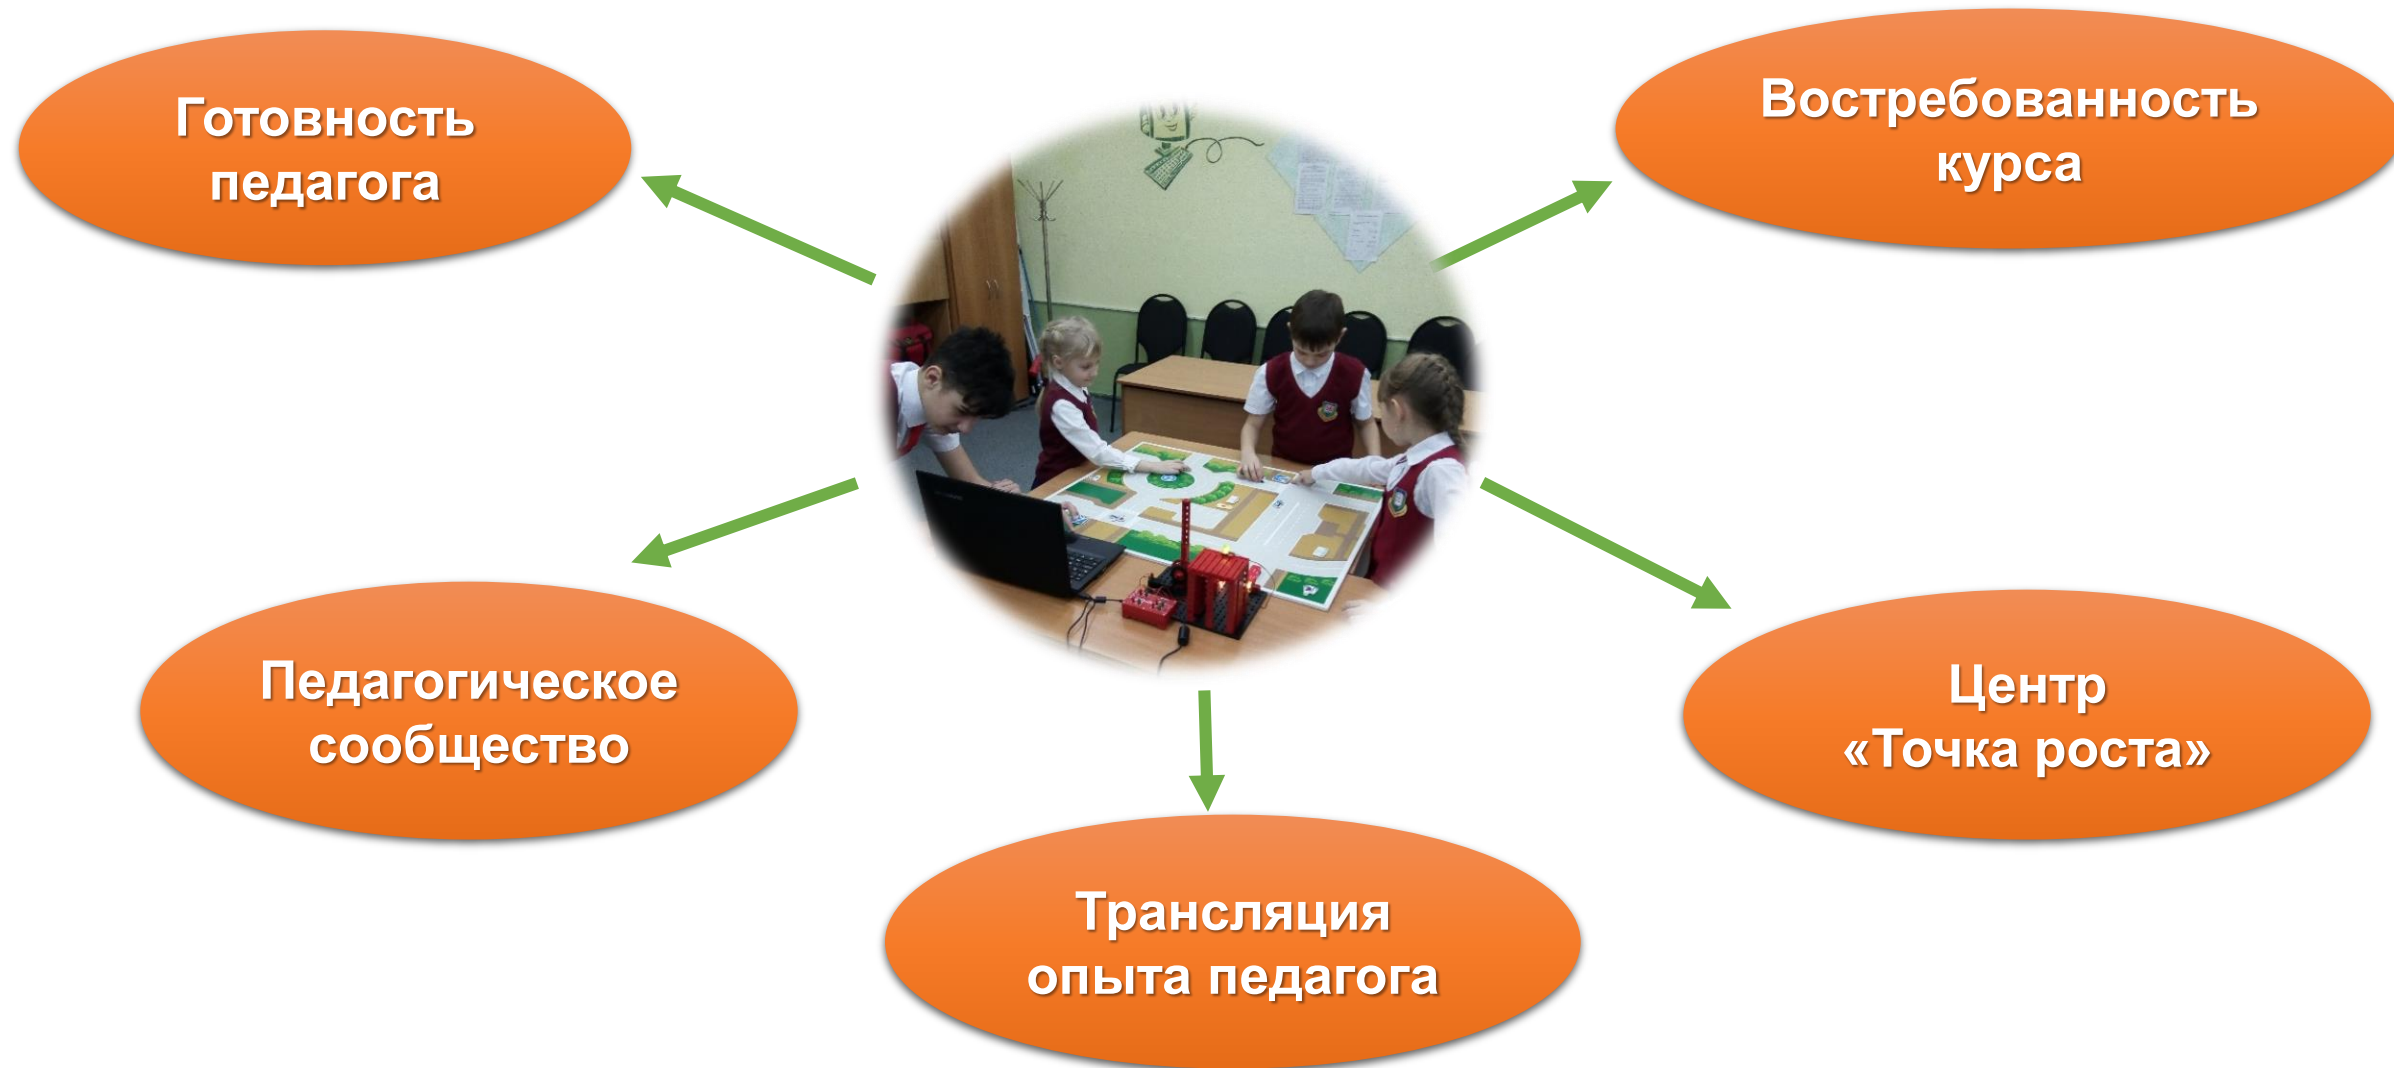 Готовность
педагога
Востребованность
курса
Педагогическое
сообщество
Центр
«Точка роста»
Трансляция
опыта педагога